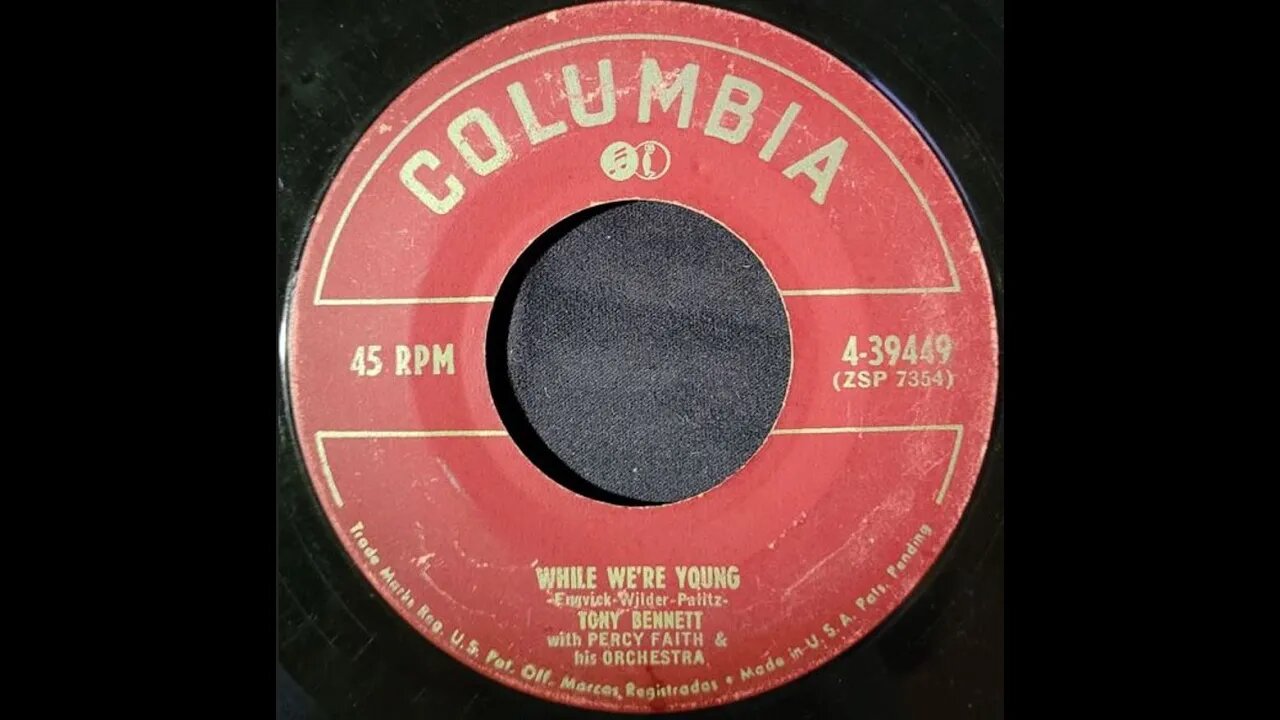 COLUMBIA
45 RPM
4-39449
(ZSP 7354)
WHILE WE'RE YOUNG
-Engvick-Wilder-Palitz-
TONY BENNETT
with PERCY FAITH &
his ORCHESTRA
Trade Marks Reg. U.S. Pat. Off. Marcas Registradas • Made in U.S.A. Pats. Pending